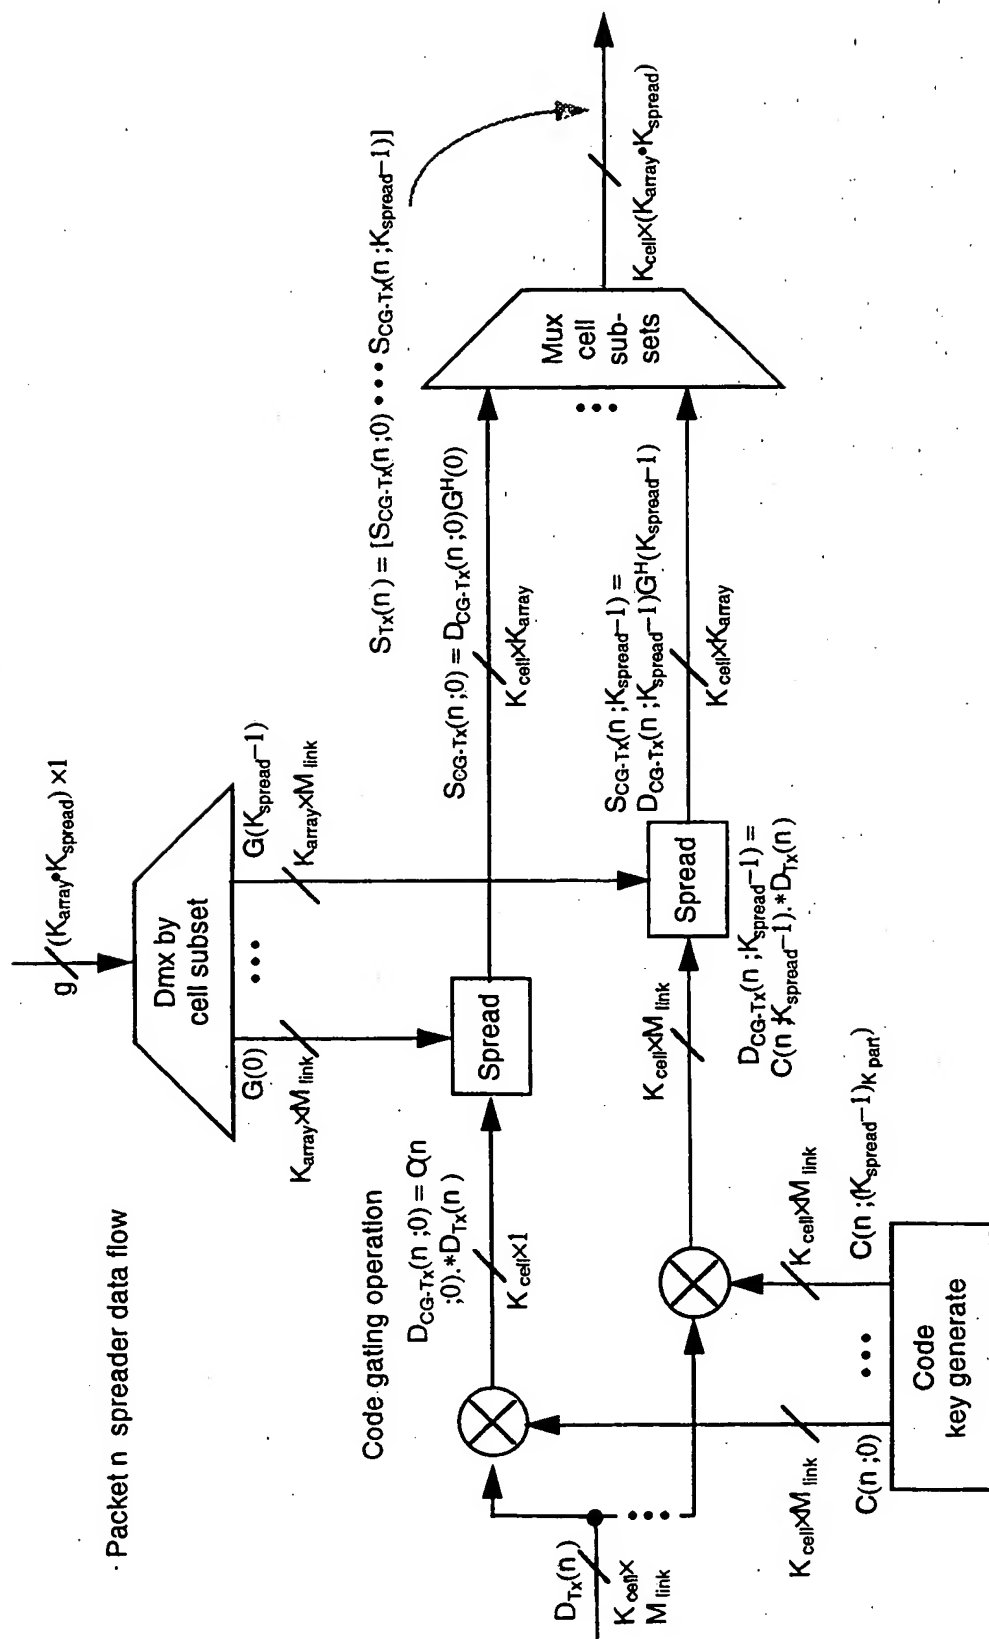 Packet n spreader data flow
g
(K_array•K_spread) ×1
Dmx by
cell subset
G(0)
•••
G(K_spread-1)
K_array×M_link
K_array×M_link
Code gating operation
D_CG-Tx(n ;0) = C(n
;0).*D_Tx(n )
K_cell×1
Spread
S_CG-Tx(n ;0) = D_CG-Tx(n ;0)G^H(0)
K_cell×K_array
S_Tx(n ) = [S_CG-Tx(n ;0) ••• S_CG-Tx(n ;K_spread-1)]
D_Tx(n )
K_cell×
M_link
•••
K_cell×M_link
Spread
D_CG-Tx(n ;K_spread-1) =
C(n ;K_spread-1).*D_Tx(n )
S_CG-Tx(n ;K_spread-1) =
D_CG-Tx(n ;K_spread-1)G^H(K_spread-1)
K_cell×K_array
•••
Mux
cell
sub-
sets
K_cell×(K_array•K_spread)
K_cell×M_link
K_cell×M_link
C(n ;0)
•••
C(n ;(K_spread-1)_K part)
Code
key generate